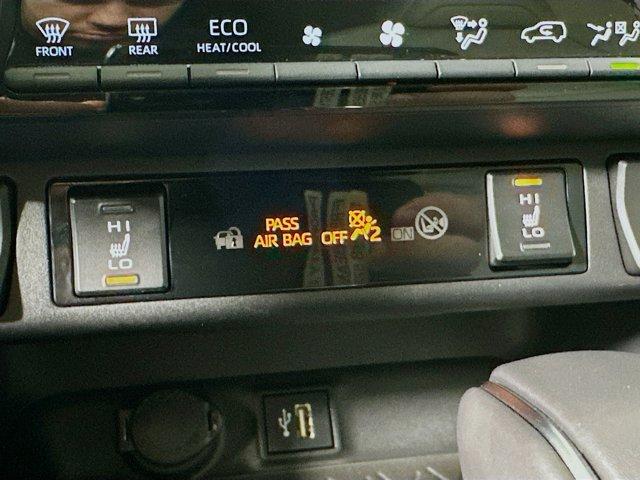 FRONT
REAR
ECO
HEAT/COOL
HI
LO
PASS
AIR BAG OFF 2 ON
HI
LO